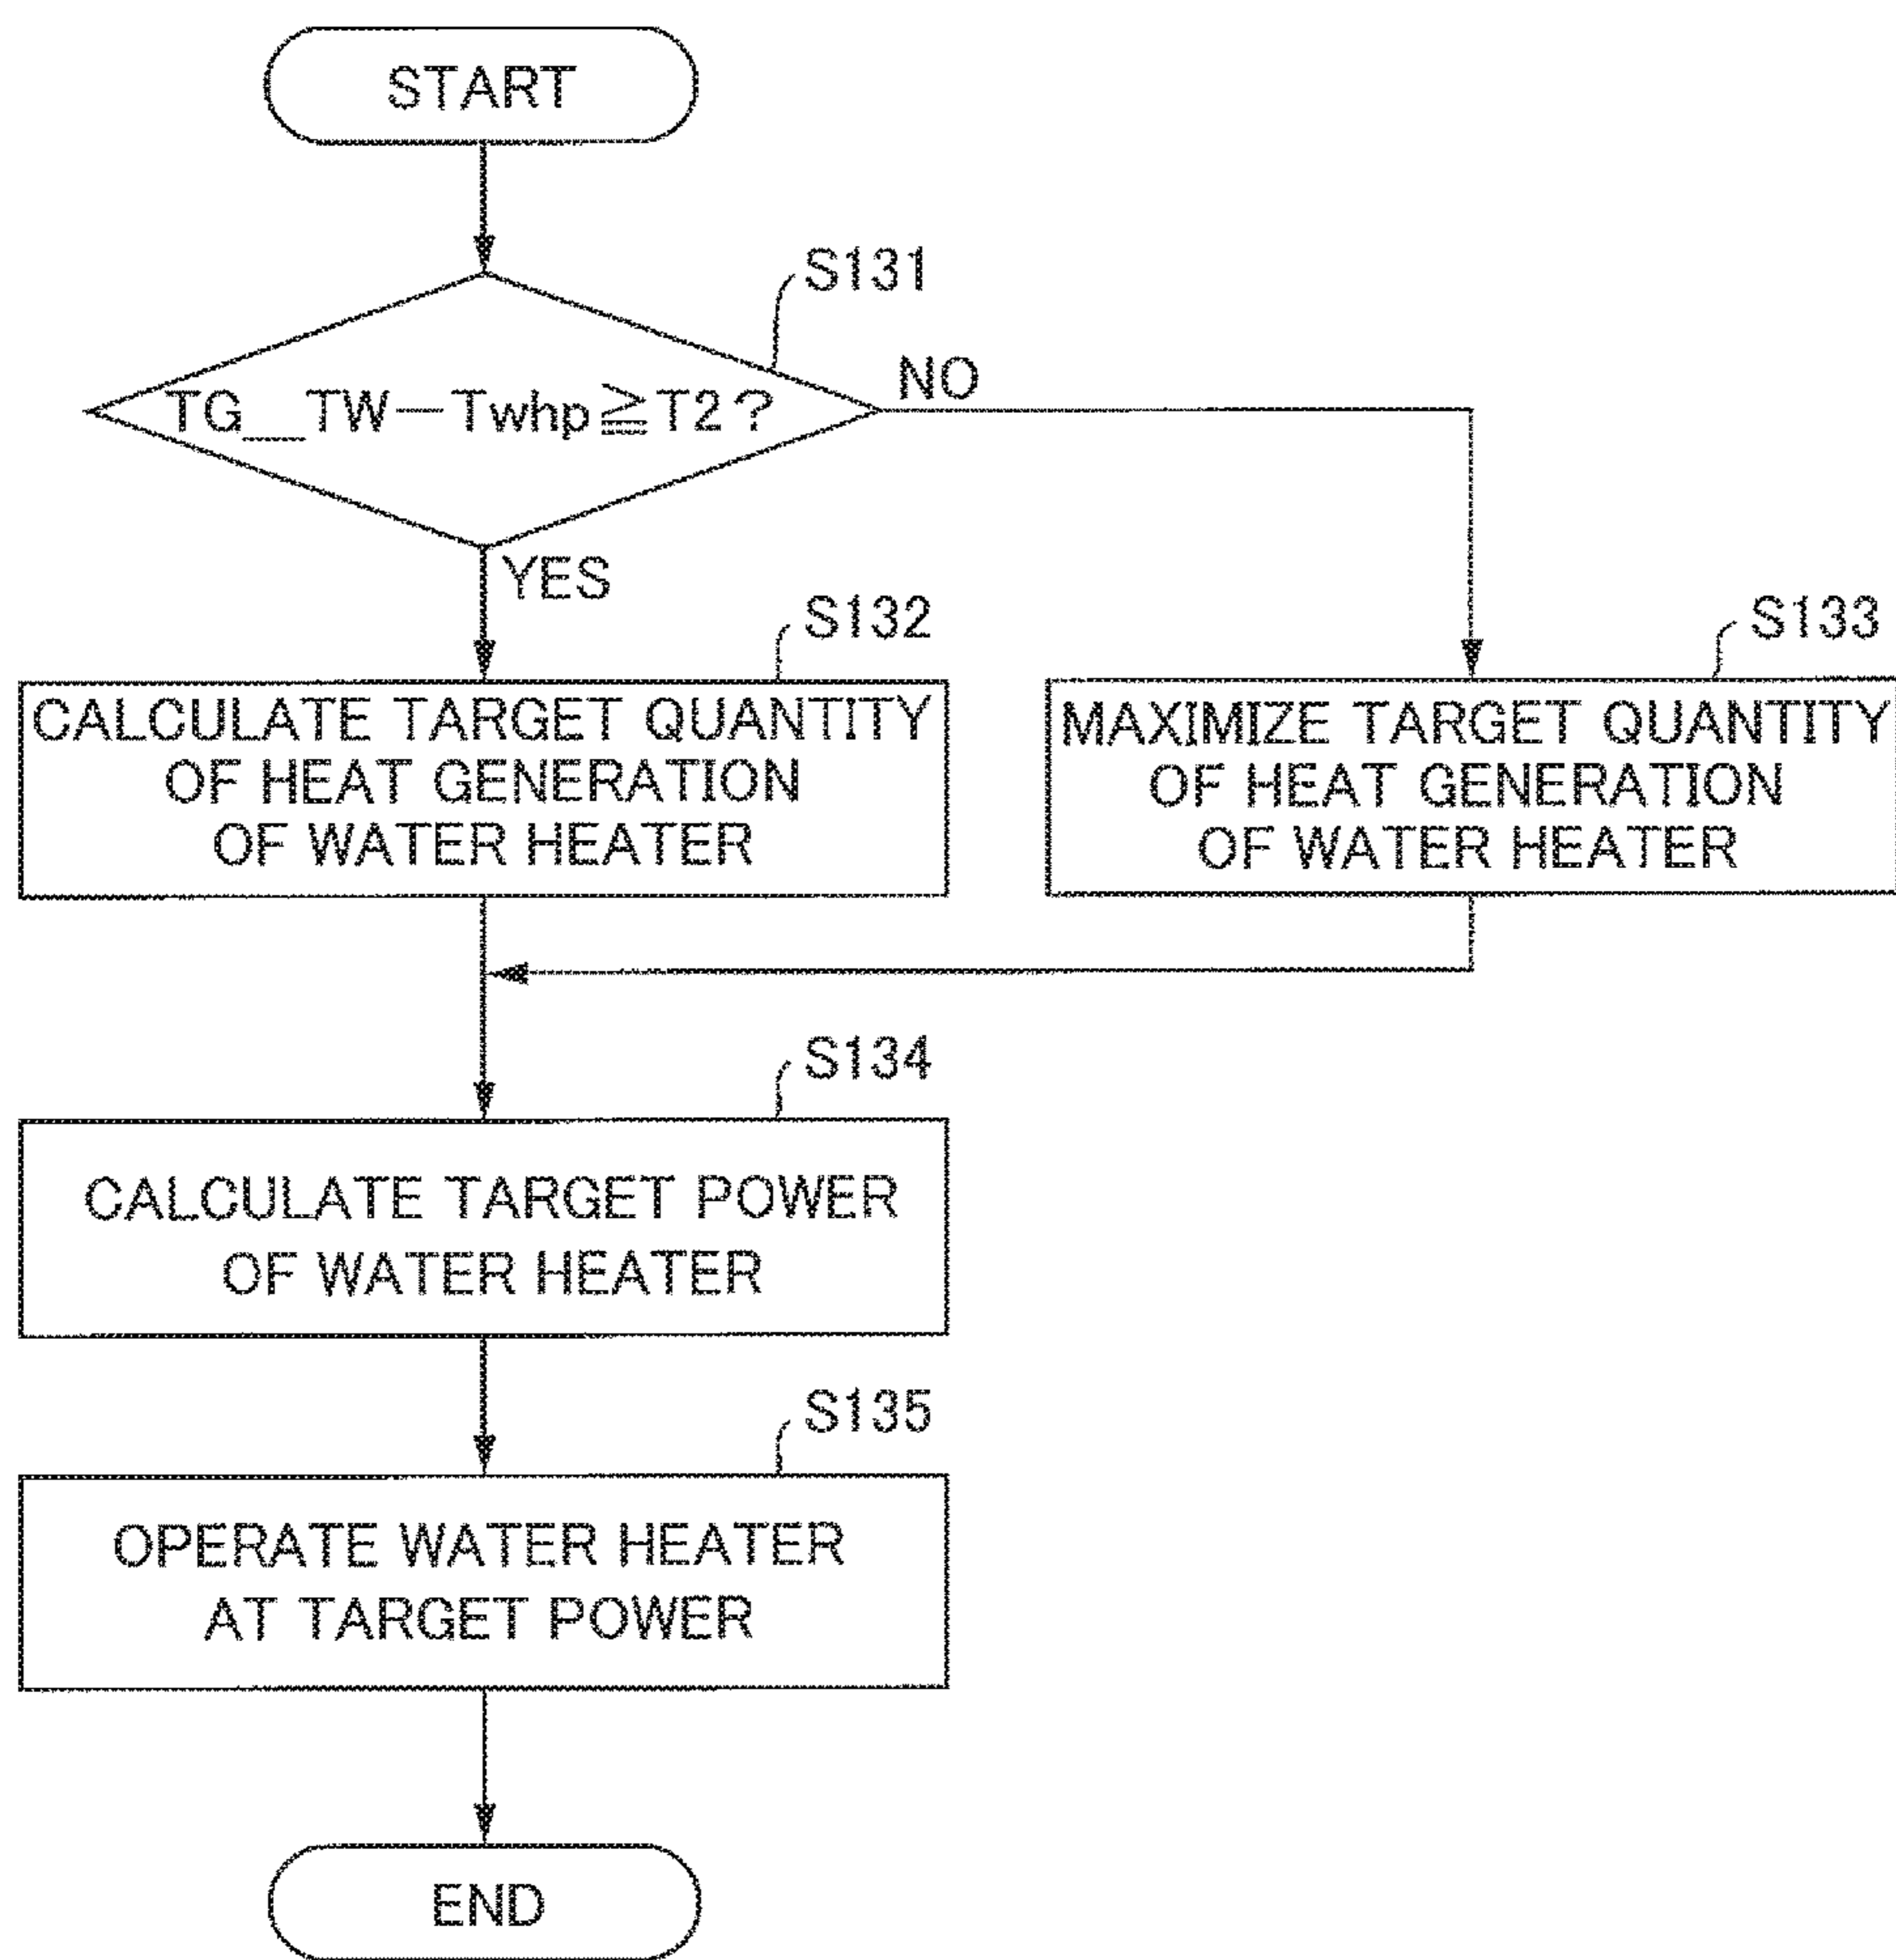 START
S131
TG__TW－Twhp≧T2?
NO
YES
S132
S133
CALCULATE TARGET QUANTITY
OF HEAT GENERATION
OF WATER HEATER
MAXIMIZE TARGET QUANTITY
OF HEAT GENERATION
OF WATER HEATER
S134
CALCULATE TARGET POWER
OF WATER HEATER
S135
OPERATE WATER HEATER
AT TARGET POWER
END